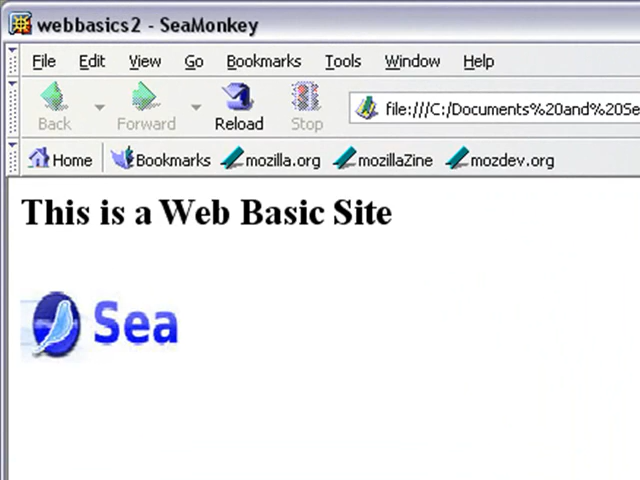 webbasics2 - SeaMonkey
File Edit View Go Bookmarks Tools Window Help
Back Forward Reload Stop file:///C:/Documents%20and%20Se
Home Bookmarks mozilla.org mozillaZine mozdev.org
This is a Web Basic Site
Sea